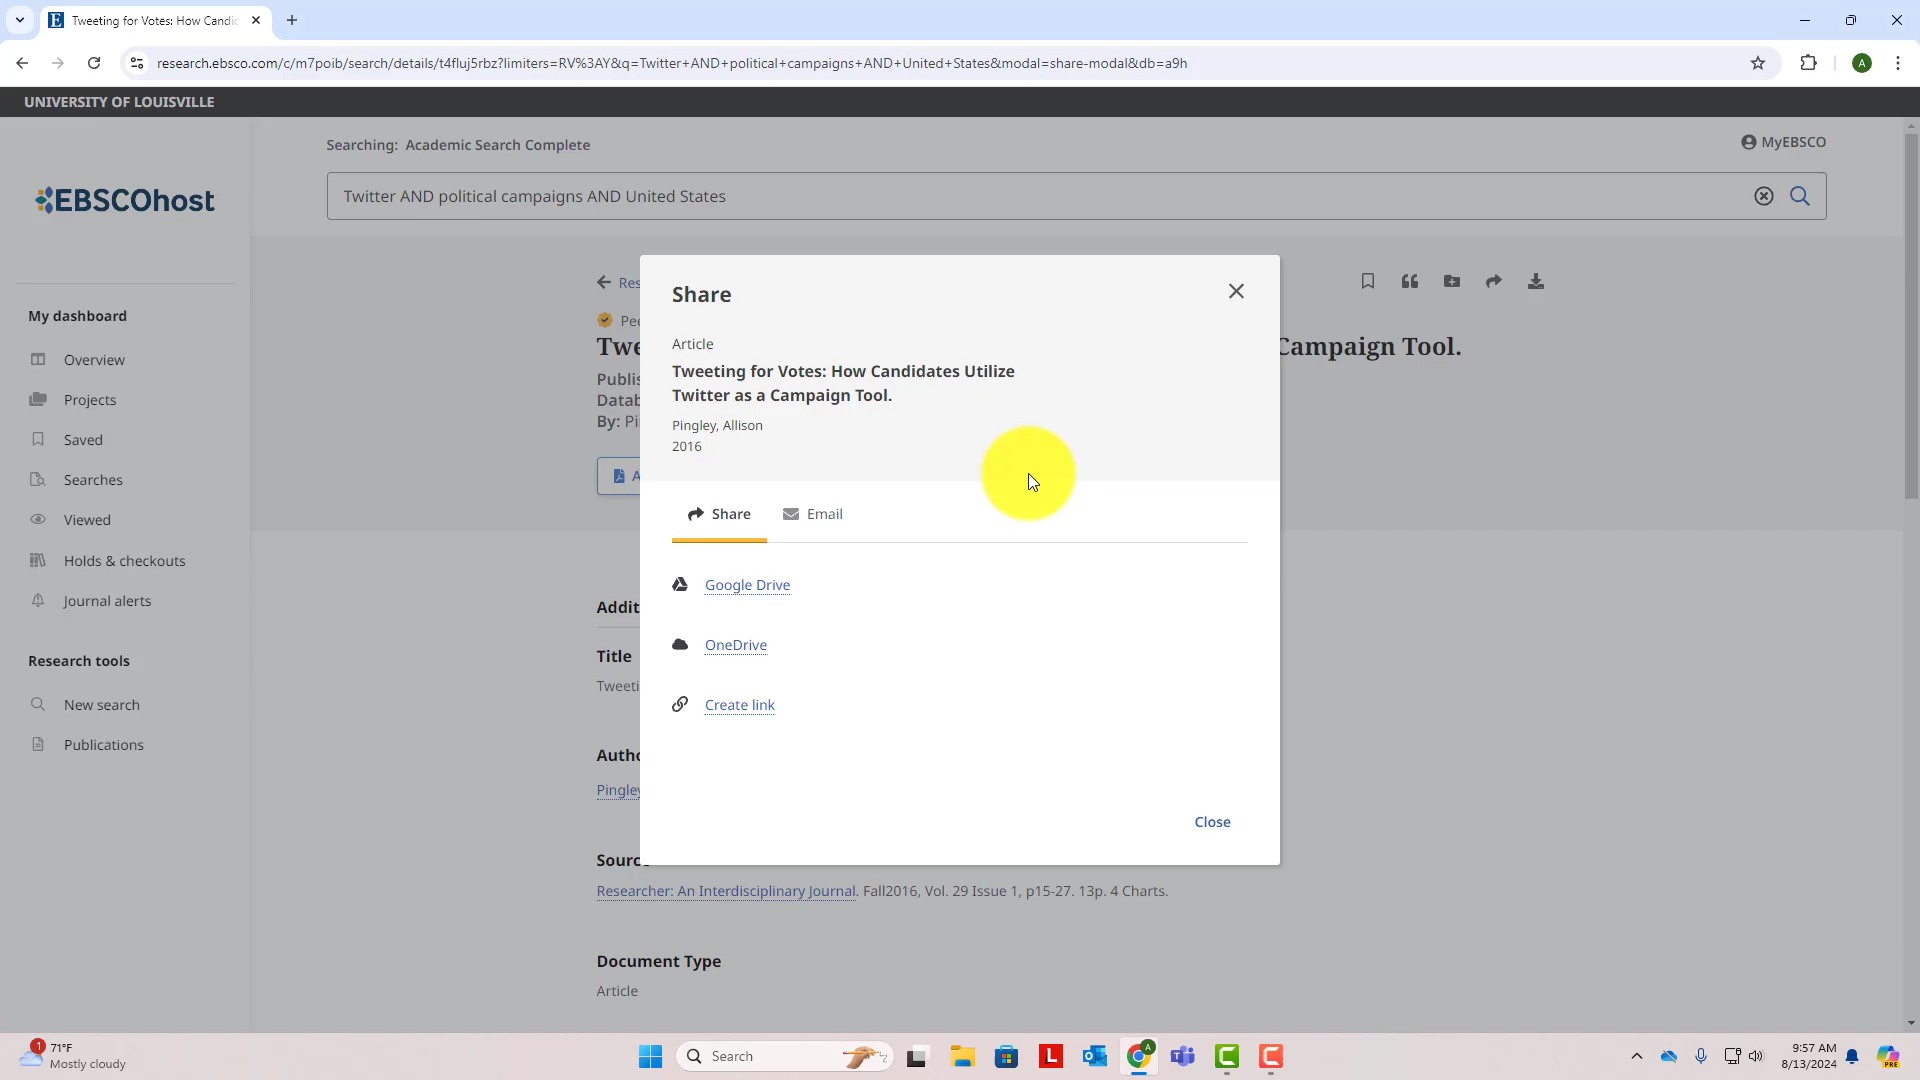 Tweeting for Votes: How Candic
research.ebsco.com/c/m7poib/search/details/t4fluj5rbz?limiters=RV%3AY&q=Twitter+AND+political+campaigns+AND+United+States&modal=share-modal&db=a9h
A
UNIVERSITY OF LOUISVILLE
EBSCOhost
Searching: Academic Search Complete
MyEBSCO
Twitter AND political campaigns AND United States
My dashboard
Overview
Projects
Saved
Searches
Viewed
Holds & checkouts
Journal alerts
Research tools
New search
Publications
Res
Pee
Twe
Campaign Tool.
Publis
Datab
By: Pi
A
Share
Article
Tweeting for Votes: How Candidates Utilize
Twitter as a Campaign Tool.
Pingley, Allison
2016
Share Email
Google Drive
OneDrive
Create link
Close
Addit
Title
Tweeti
Autho
Pingley
Source
Researcher: An Interdisciplinary Journal. Fall2016, Vol. 29 Issue 1, p15-27. 13p. 4 Charts.
Document Type
Article
1
71°F
Mostly cloudy
Search
L
A
9:57 AM
8/13/2024
PRE